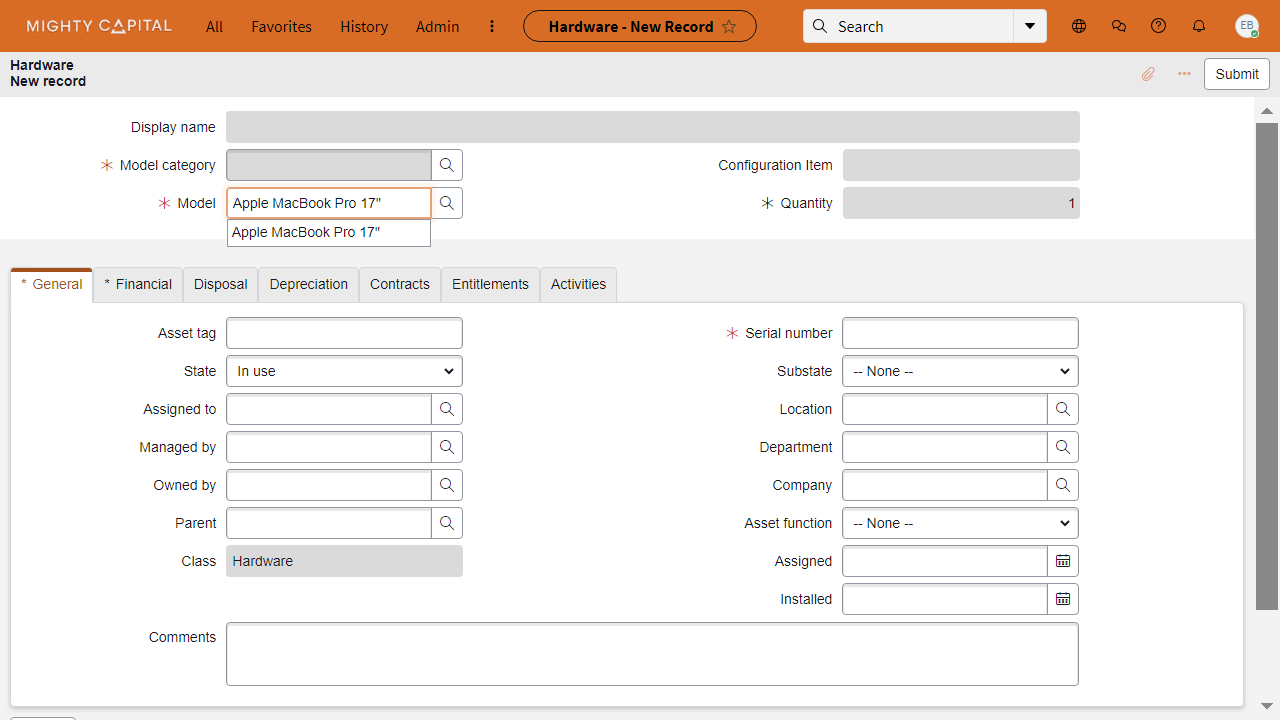 MIGHTY CAPITAL All Favorites History Admin Hardware - New Record Search EB
Hardware
New record
Submit
Display name
Model category Configuration Item
Model Apple MacBook Pro 17" Quantity 1
Apple MacBook Pro 17"
* General * Financial Disposal Depreciation Contracts Entitlements Activities
Asset tag Serial number
State In use Substate -- None --
Assigned to Location
Managed by Department
Owned by Company
Parent Asset function -- None --
Class Hardware Assigned
Installed
Comments